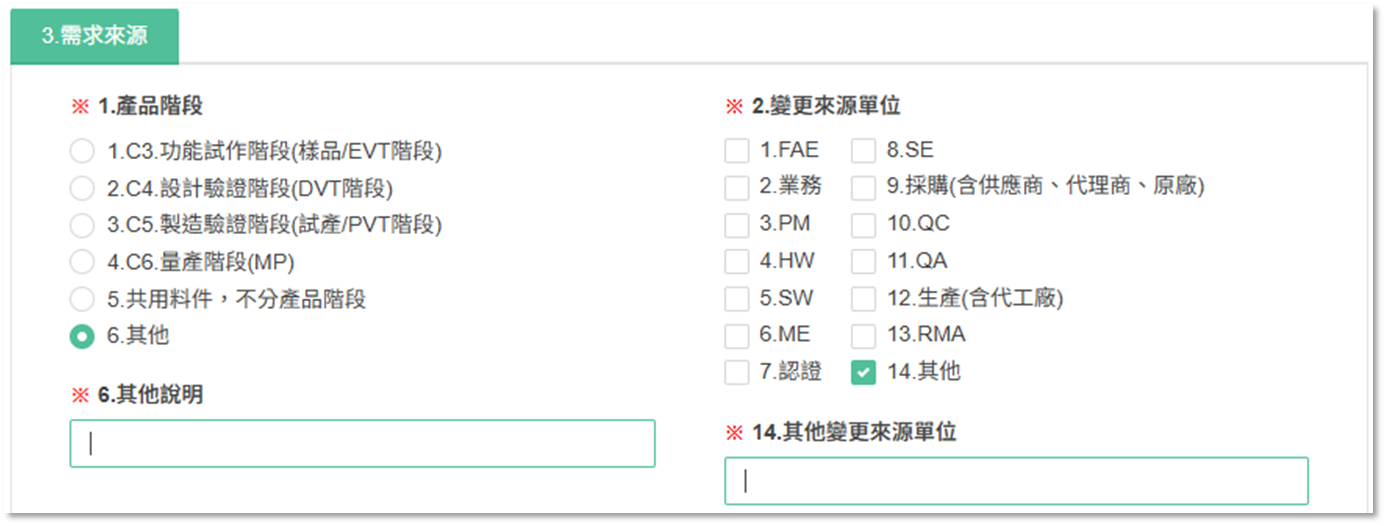 3.需求來源
※ 1.產品階段
1.C3.功能試作階段(樣品/EVT階段)
2.C4.設計驗證階段(DVT階段)
3.C5.製造驗證階段(試產/PVT階段)
4.C6.量產階段(MP)
5.共用料件，不分產品階段
6.其他
※ 6.其他說明
※ 2.變更來源單位
1.FAE
2.業務
3.PM
4.HW
5.SW
6.ME
7.認證
8.SE
9.採購(含供應商、代理商、原廠)
10.QC
11.QA
12.生產(含代工廠)
13.RMA
14.其他
※ 14.其他變更來源單位